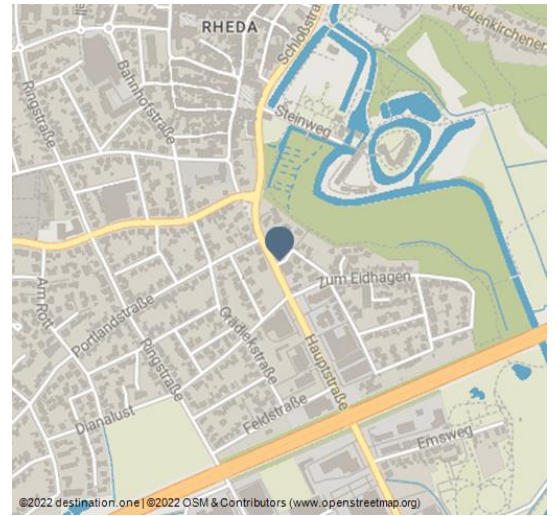 Neuenkirchener
RHEDA
Schloßstraße
Ringstraße
Bahnhofstraße
Steinweg
Zum Eidhagen
Am Rott
Portlandstraße
Gradlekstraße
Hauptstraße
Ringstraße
Feldstraße
Dianalust
Emsweg
©2022 destination.one | ©2022 OSM & Contributors (www.openstreetmap.org)